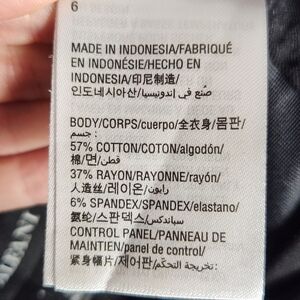 6
MADE IN INDONESIA/FABRIQUÉ
EN INDONÉSIE/HECHO EN
INDONESIA/印尼制造/
인도네시아산/صنع في إندونيسيا
BODY/CORPS/cuerpo/全衣身/몸판/
جسم:
57% COTTON/COTON/algodón/
棉/면/قطن
37% RAYON/RAYONNE/rayón/
人造丝/레이온/رايون
6% SPANDEX/SPANDEX/elastano/
氨纶/스판덱스/سباندكس
CONTROL PANEL/PANNEAU DE
MAINTIEN/panel de control/
紧身幅片/제어판/تخريجة التحكّم: